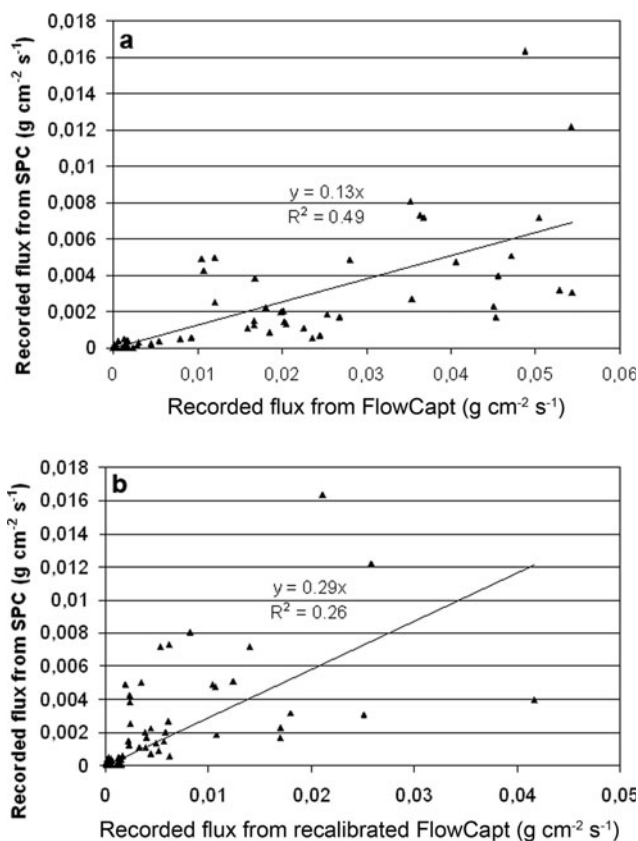 a
Recorded flux from SPC (g cm⁻² s⁻¹)
0,018
0,016
0,014
0,012
0,01
0,008
0,006
0,004
0,002
0
y = 0.13x
R² = 0.49
0 0,01 0,02 0,03 0,04 0,05 0,06
Recorded flux from FlowCapt (g cm⁻² s⁻¹)
b
Recorded flux from SPC (g cm⁻² s⁻¹)
0,018
0,016
0,014
0,012
0,01
0,008
0,006
0,004
0,002
0
y = 0.29x
R² = 0.26
0 0,01 0,02 0,03 0,04 0,05
Recorded flux from recalibrated FlowCapt (g cm⁻² s⁻¹)